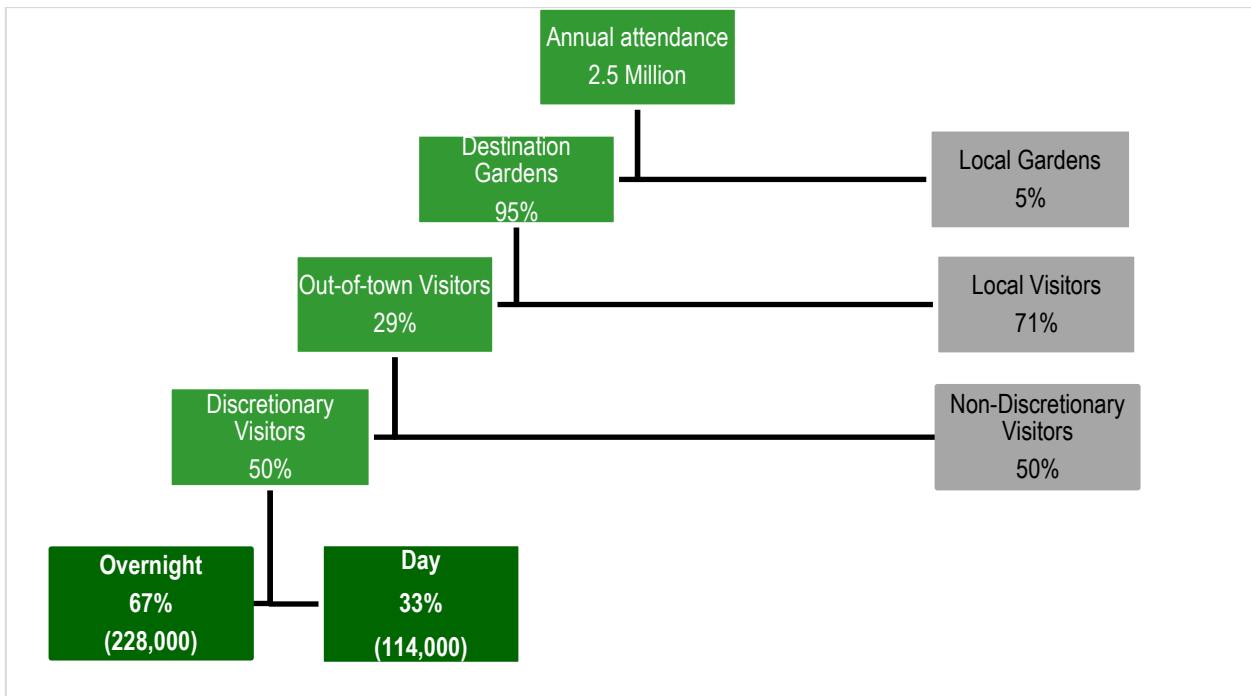 Annual attendance
2.5 Million
Destination
Gardens
95%
Local Gardens
5%
Out-of-town Visitors
29%
Local Visitors
71%
Discretionary
Visitors
50%
Non-Discretionary
Visitors
50%
Overnight
67%
(228,000)
Day
33%
(114,000)